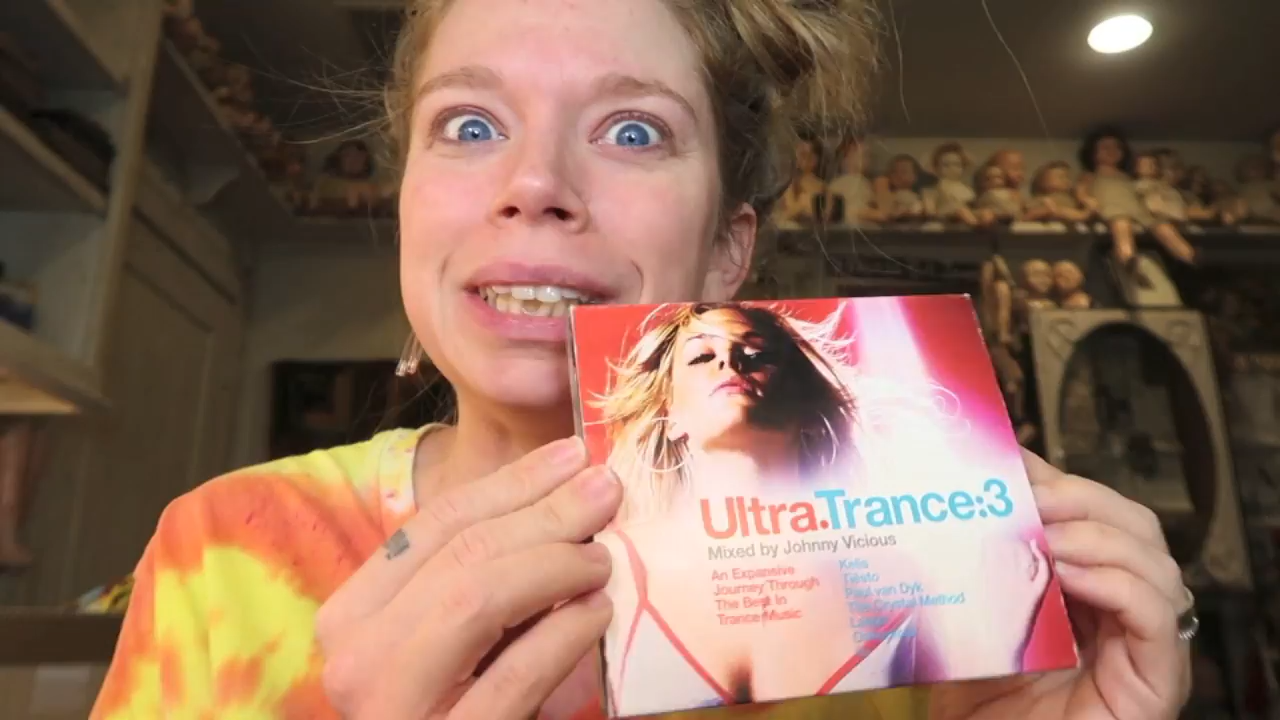 Ultra.Trance:3
Mixed by Johnny Vicious
An Expansive
Journey Through
The Best In
Trance Music
Kelis
Tiësto
Paul van Dyk
The Crystal Method